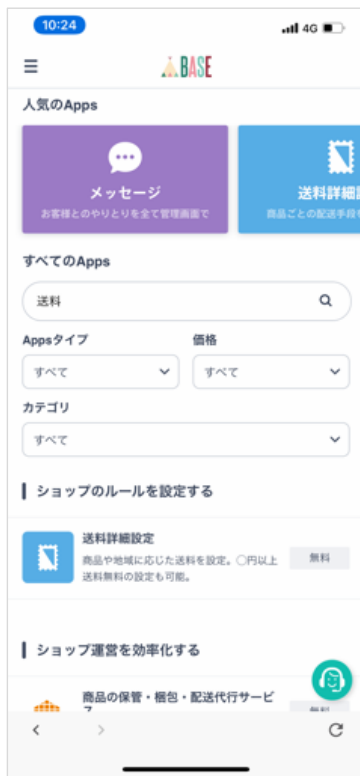 10:24
4G
BASE
人気のApps
メッセージ
お客様とのやりとりを全て管理画面で
送料詳細
商品ごとの配送手段
すべてのApps
送料
Appsタイプ
価格
すべて
すべて
カテゴリ
すべて
ショップのルールを設定する
送料詳細設定
商品や地域に応じた送料を設定。◯円以上
送料無料の設定も可能。
無料
ショップ運営を効率化する
商品の保管・梱包・配送代行サービ